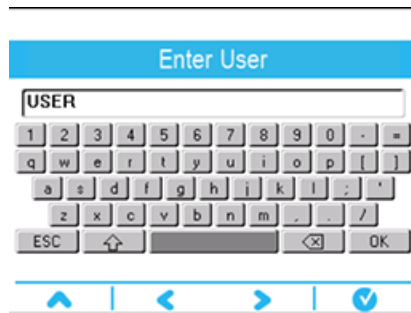 Enter User
USER
1 2 3 4 5 6 7 8 9 0 - =
q w e r t y u i o p [ ]
a s d f g h j k l ; '
z x c v b n m , . /
ESC OK